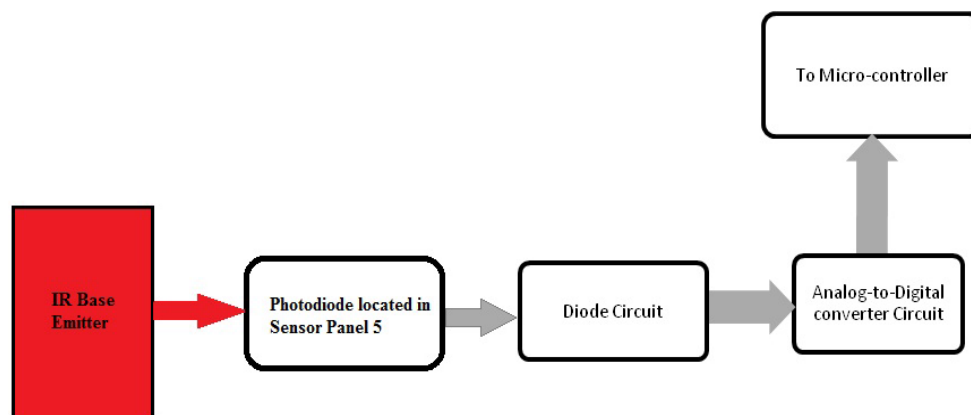 To Micro-controller
IR Base
Emitter
Photodiode located in
Sensor Panel 5
Diode Circuit
Analog-to-Digital
converter Circuit